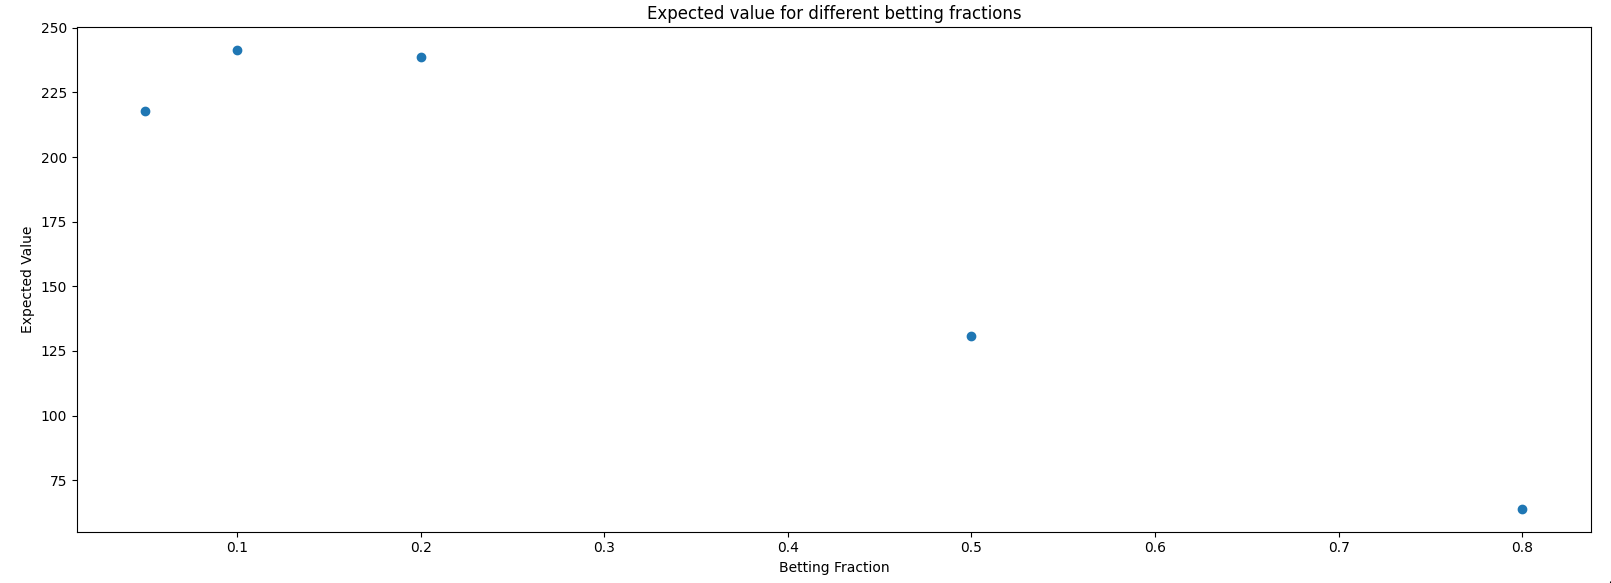 Expected value for different betting fractions
250
225
200
175
150
125
100
75
Expected Value
0.1 0.2 0.3 0.4 0.5 0.6 0.7 0.8
Betting Fraction